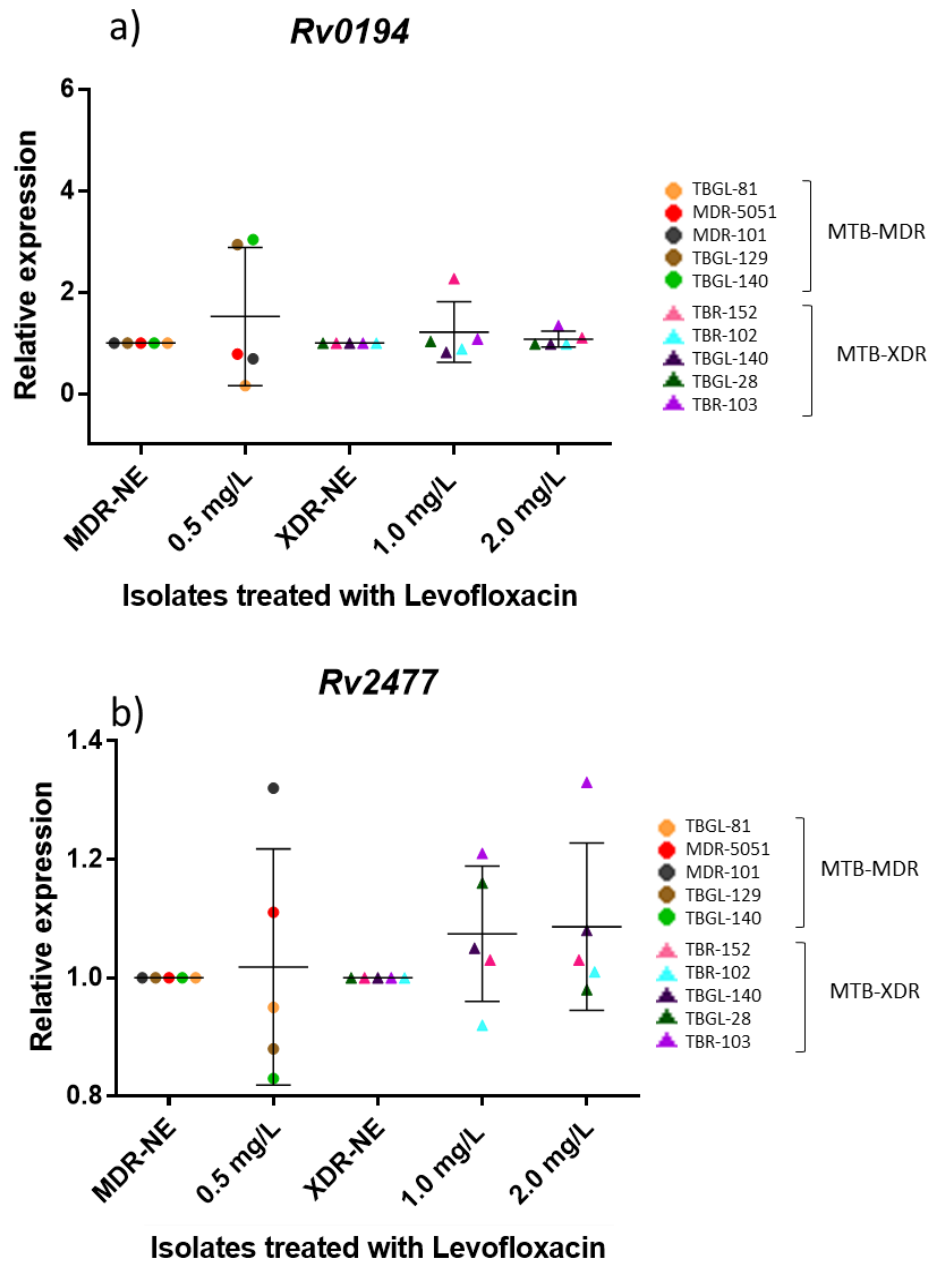 a)
Rv0194
Relative expression
6
4
2
0
MDR-NE
0.5 mg/L
XDR-NE
1.0 mg/L
2.0 mg/L
Isolates treated with Levofloxacin
TBGL-81
MDR-5051
MDR-101
TBGL-129
TBGL-140
MTB-MDR
TBR-152
TBR-102
TBGL-140
TBGL-28
TBR-103
MTB-XDR
Rv2477
b)
Relative expression
1.4
1.2
1.0
0.8
MDR-NE
0.5 mg/L
XDR-NE
1.0 mg/L
2.0 mg/L
Isolates treated with Levofloxacin
TBGL-81
MDR-5051
MDR-101
TBGL-129
TBGL-140
MTB-MDR
TBR-152
TBR-102
TBGL-140
TBGL-28
TBR-103
MTB-XDR